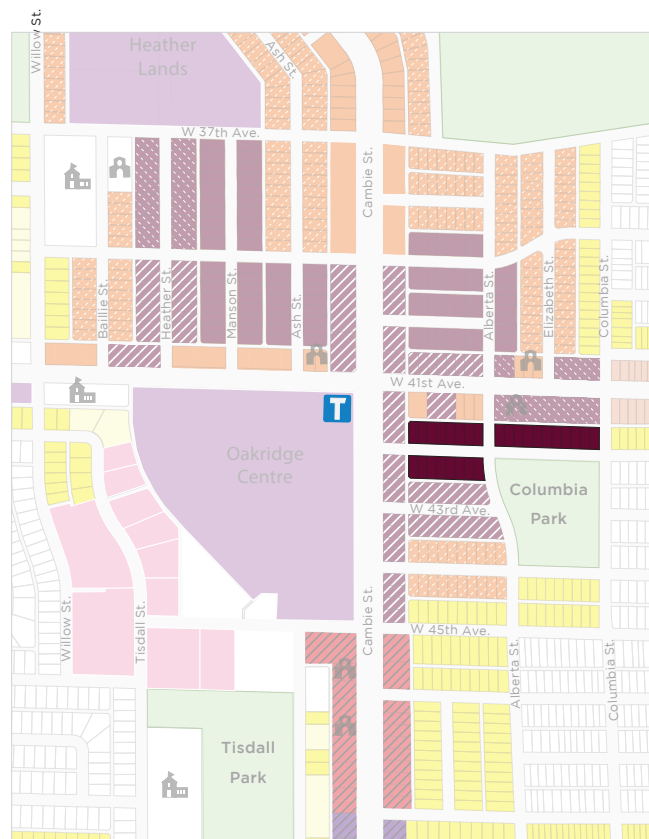 Willow St.
Heather
Lands
Ash St.
W 37th Ave.
Cambie St.
Baillie St.
Heather St.
Manson St.
Ash St.
Alberta St.
Elizabeth St.
Columbia St.
W 41st Ave.
T
Oakridge
Centre
Columbia
Park
W 43rd Ave.
Willow St.
Tisdall St.
Cambie St.
W 45th Ave.
Alberta St.
Columbia St.
Tisdall
Park